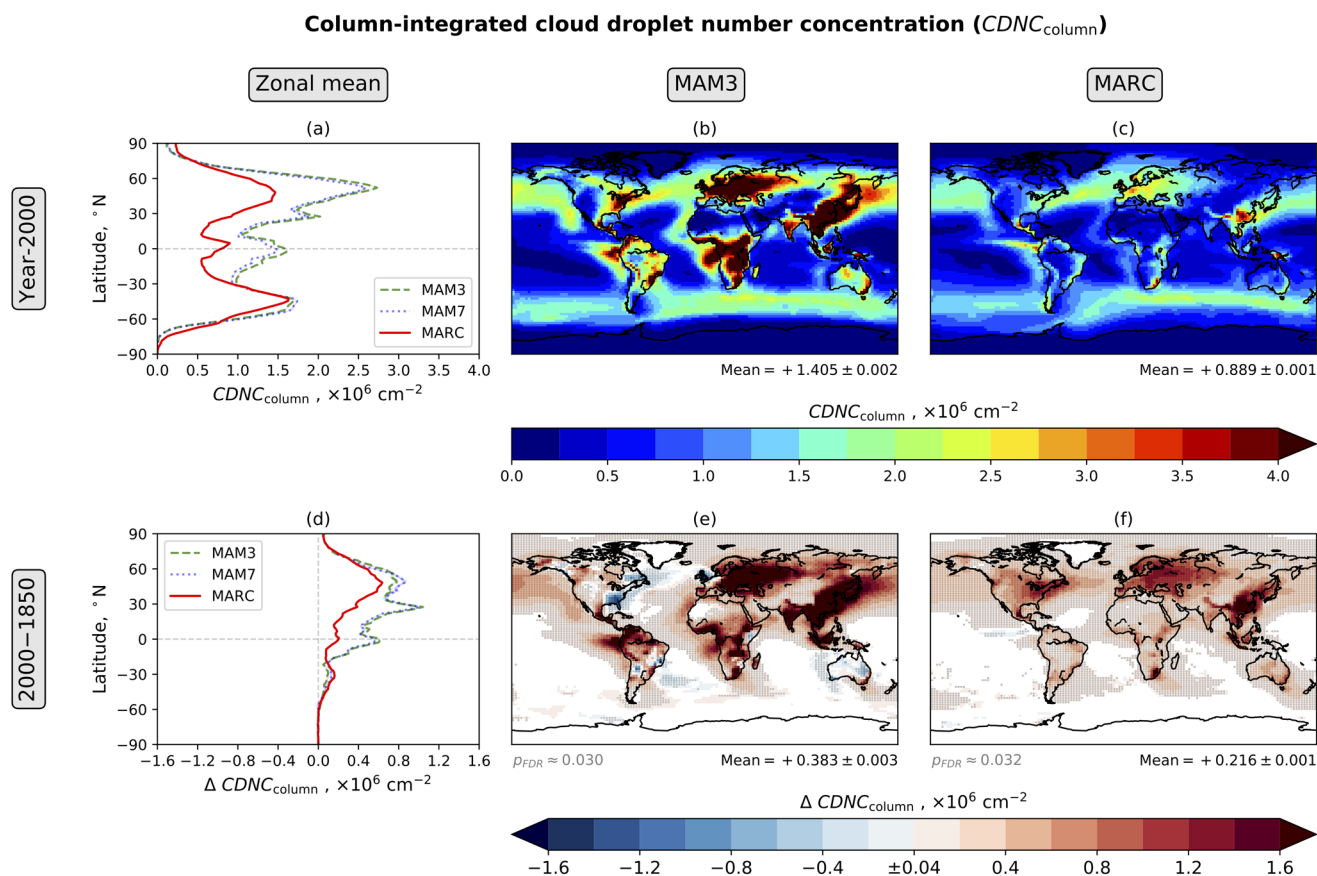 Column-integrated cloud droplet number concentration (CDNCcolumn)
Zonal mean
MAM3
MARC
Year-2000
(a)
90
60
30
0
−30
−60
−90
Latitude, °N
MAM3
MAM7
MARC
0.0 0.5 1.0 1.5 2.0 2.5 3.0 3.5 4.0
CDNCcolumn , ×10⁶ cm⁻²
(b)
Mean = +1.405 ± 0.002
(c)
Mean = +0.889 ± 0.001
CDNCcolumn , ×10⁶ cm⁻²
0.0 0.5 1.0 1.5 2.0 2.5 3.0 3.5 4.0
2000−1850
(d)
90
60
30
0
−30
−60
−90
Latitude, °N
MAM3
MAM7
MARC
−1.6 −1.2 −0.8 −0.4 0.0 0.4 0.8 1.2 1.6
Δ CDNCcolumn , ×10⁶ cm⁻²
(e)
pFDR ≈ 0.030
Mean = +0.383 ± 0.003
(f)
pFDR ≈ 0.032
Mean = +0.216 ± 0.001
Δ CDNCcolumn , ×10⁶ cm⁻²
−1.6 −1.2 −0.8 −0.4 ±0.04 0.4 0.8 1.2 1.6